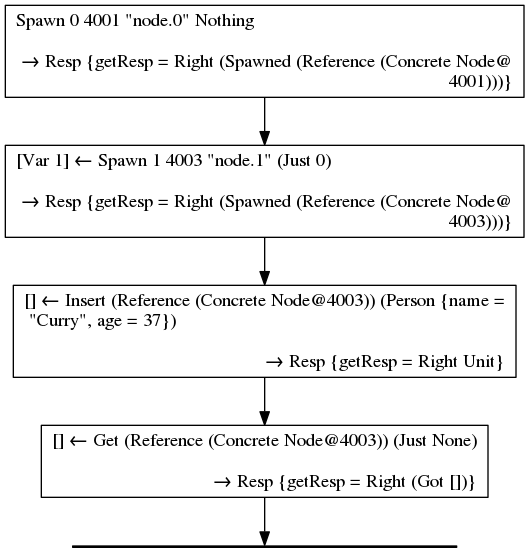 Spawn 0 4001 "node.0" Nothing
→ Resp {getResp = Right (Spawned (Reference (Concrete Node@
4001)))}
[Var 1] ← Spawn 1 4003 "node.1" (Just 0)
→ Resp {getResp = Right (Spawned (Reference (Concrete Node@
4003)))}
[] ← Insert (Reference (Concrete Node@4003)) (Person {name =
"Curry", age = 37})
→ Resp {getResp = Right Unit}
[] ← Get (Reference (Concrete Node@4003)) (Just None)
→ Resp {getResp = Right (Got [])}